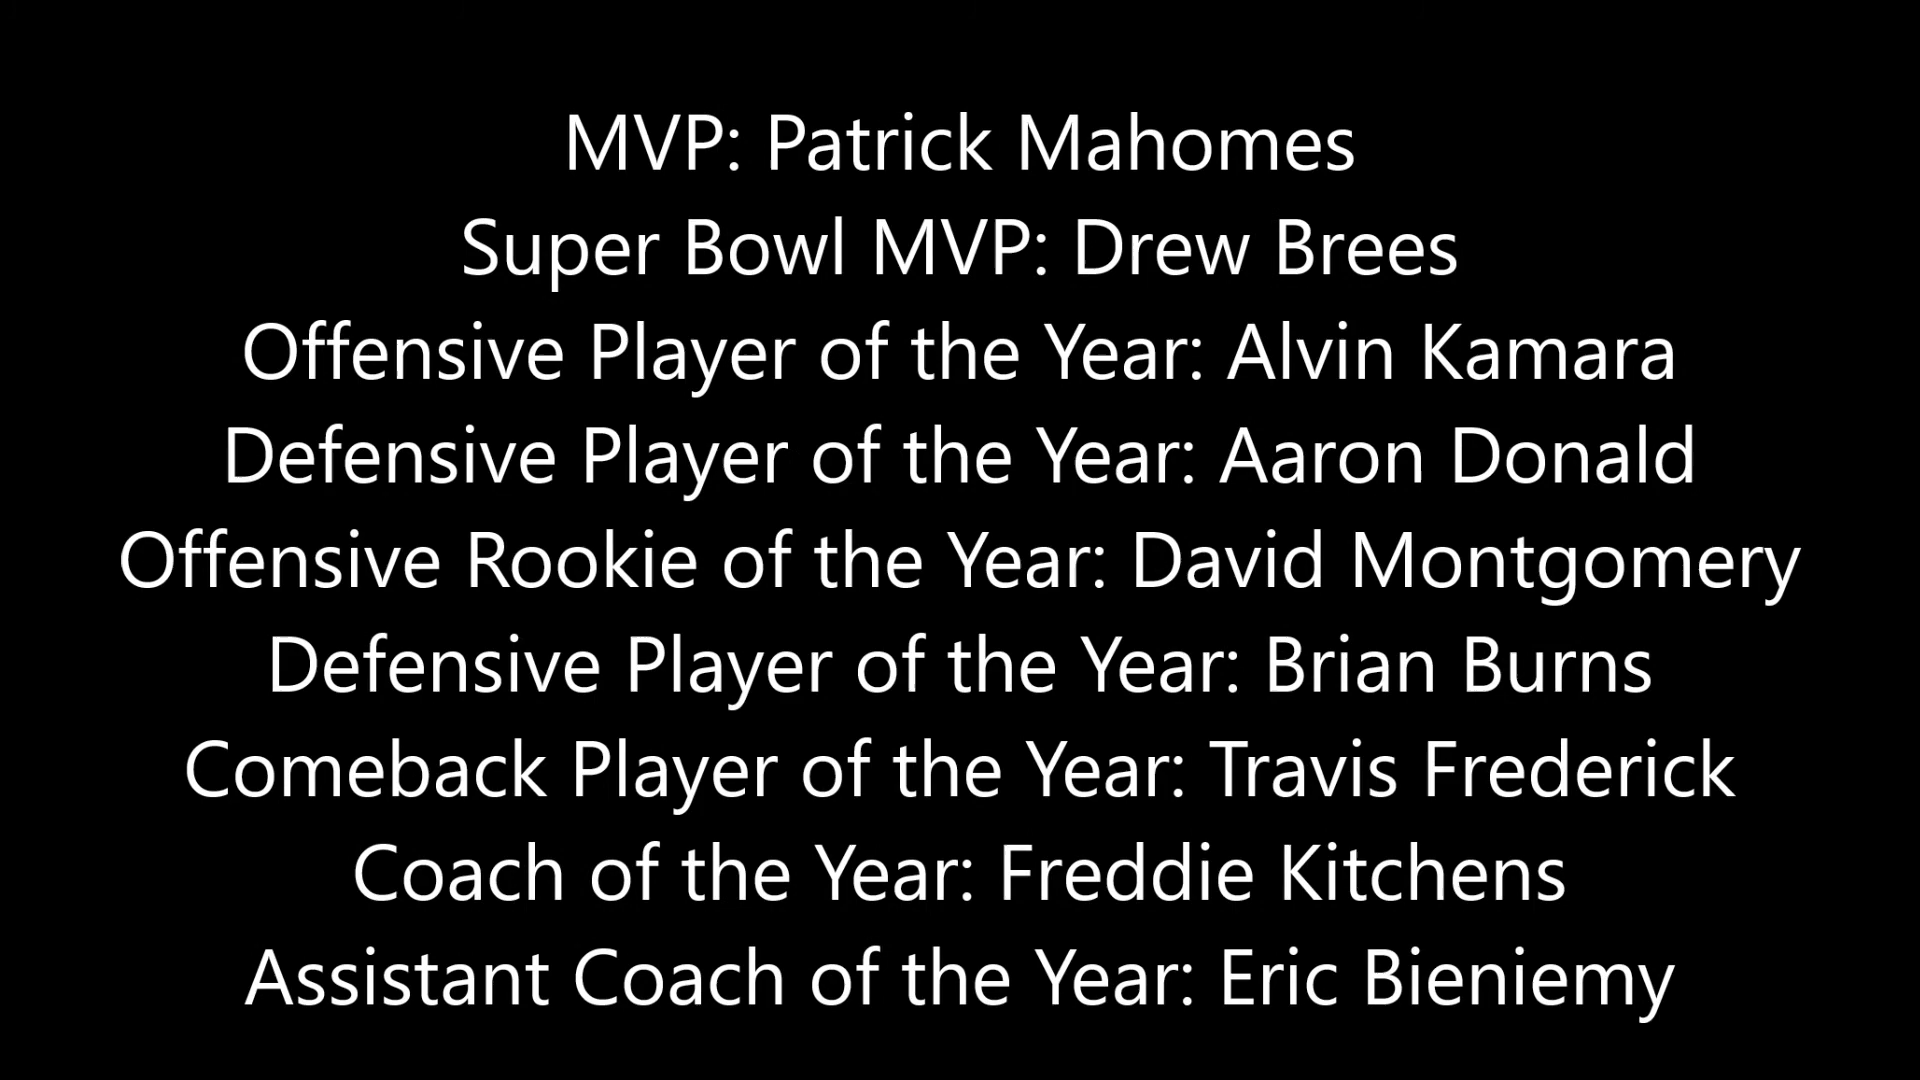 MVP: Patrick Mahomes
Super Bowl MVP: Drew Brees
Offensive Player of the Year: Alvin Kamara
Defensive Player of the Year: Aaron Donald
Offensive Rookie of the Year: David Montgomery
Defensive Player of the Year: Brian Burns
Comeback Player of the Year: Travis Frederick
Coach of the Year: Freddie Kitchens
Assistant Coach of the Year: Eric Bieniemy